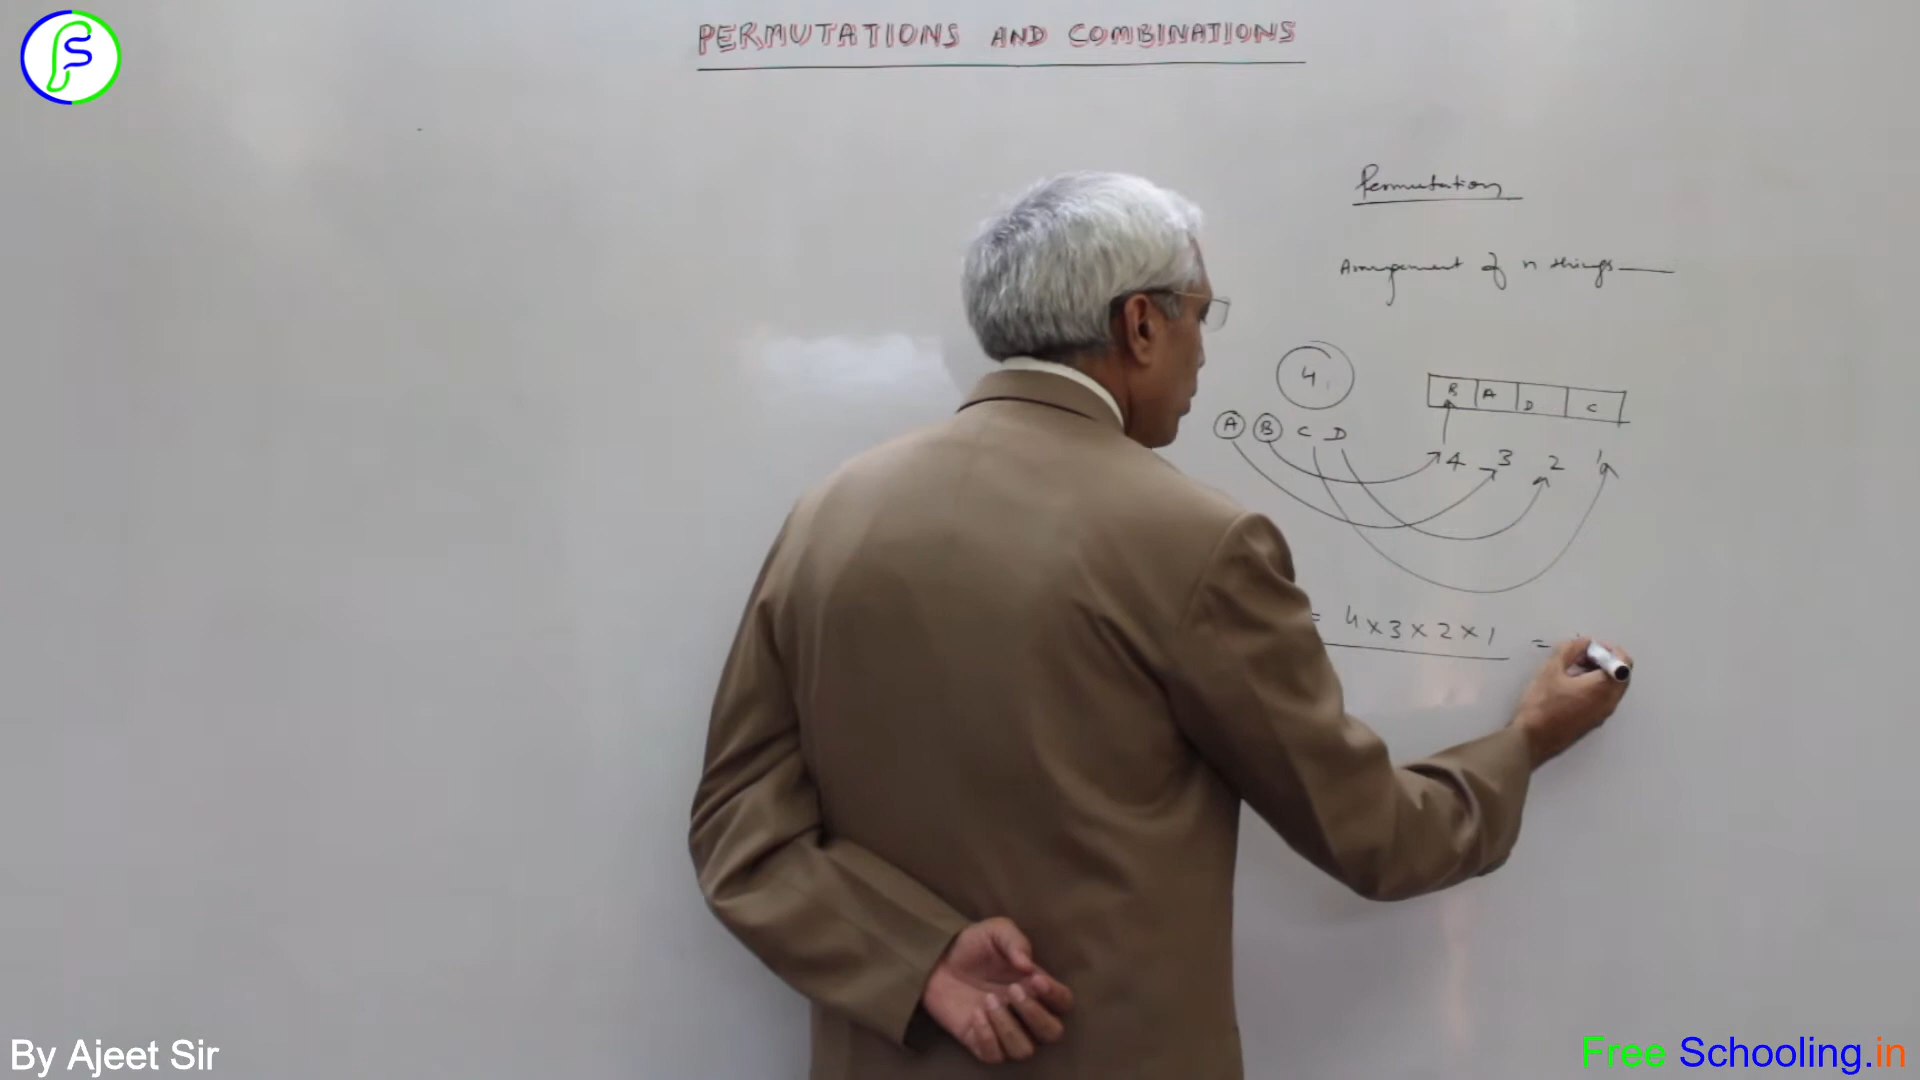 PERMUTATIONS AND COMBINATIONS
Permutation
Arrangement of n things
4
B A D C
A B C D
4 3 2 1
= 4 × 3 × 2 × 1 =
By Ajeet Sir
Free Schooling.in